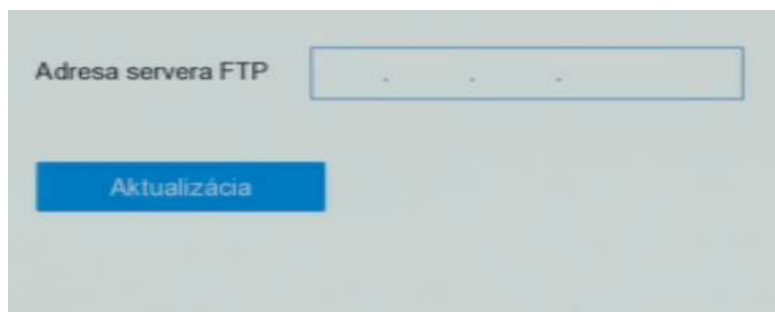 Adresa servera FTP . . .
Aktualizácia